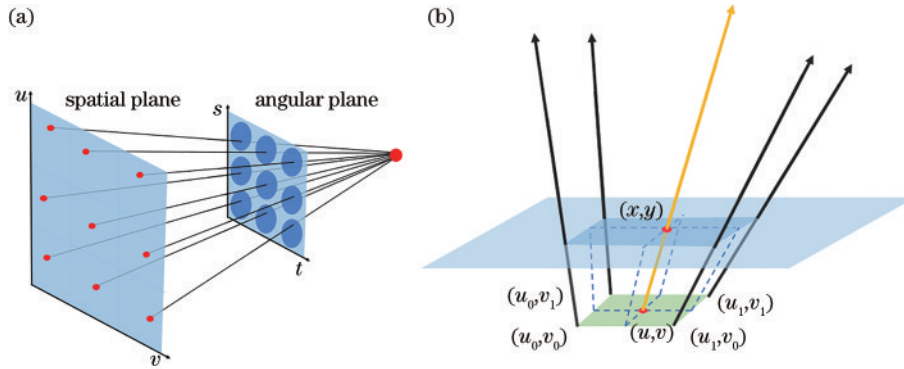 (a)
u
spatial plane
s
angular plane
t
v
(b)
(x,y)
(u₀,v₁)
(u₁,v₁)
(u₀,v₀)
(u,v)
(u₁,v₀)